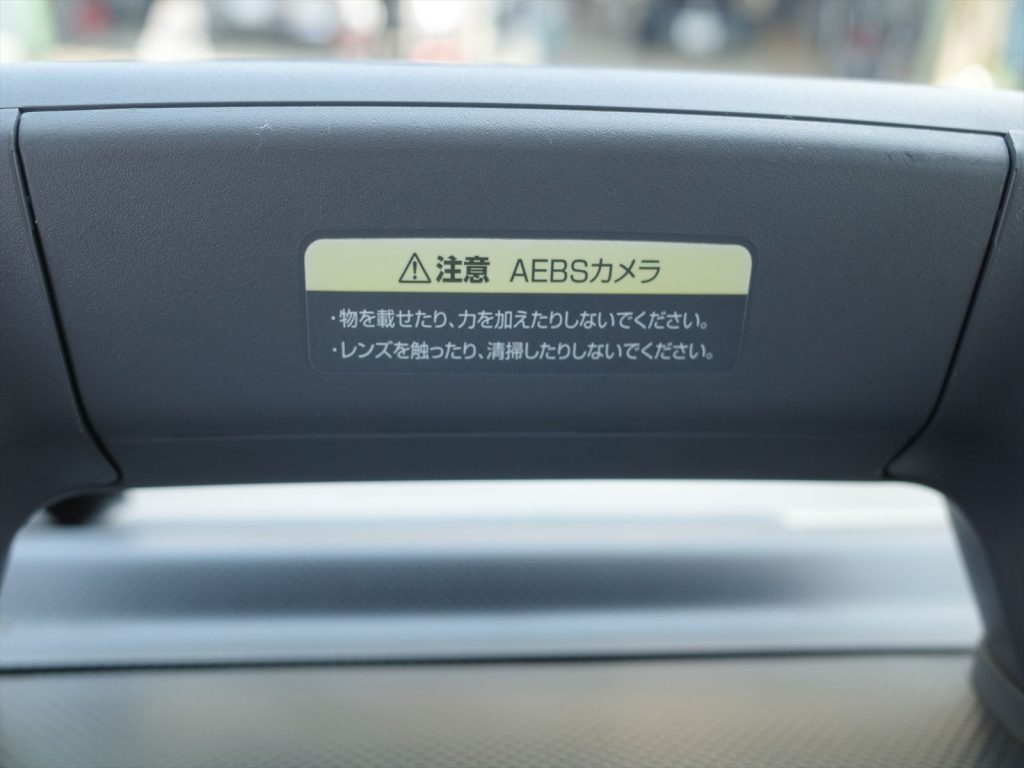 ⚠注意 AEBSカメラ
・物を載せたり、力を加えたりしないでください。
・レンズを触ったり、清掃したりしないでください。